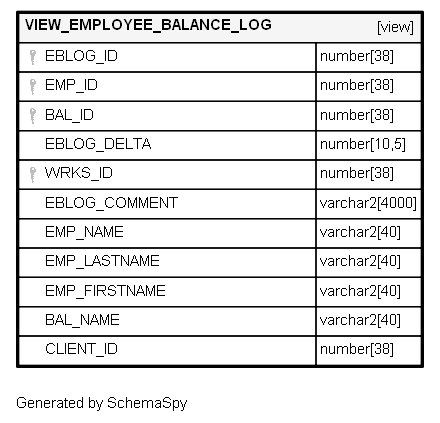 VIEW_EMPLOYEE_BALANCE_LOG [view]
EBLOG_ID number[38]
EMP_ID number[38]
BAL_ID number[38]
EBLOG_DELTA number[10,5]
WRKS_ID number[38]
EBLOG_COMMENT varchar2[4000]
EMP_NAME varchar2[40]
EMP_LASTNAME varchar2[40]
EMP_FIRSTNAME varchar2[40]
BAL_NAME varchar2[40]
CLIENT_ID number[38]
Generated by SchemaSpy